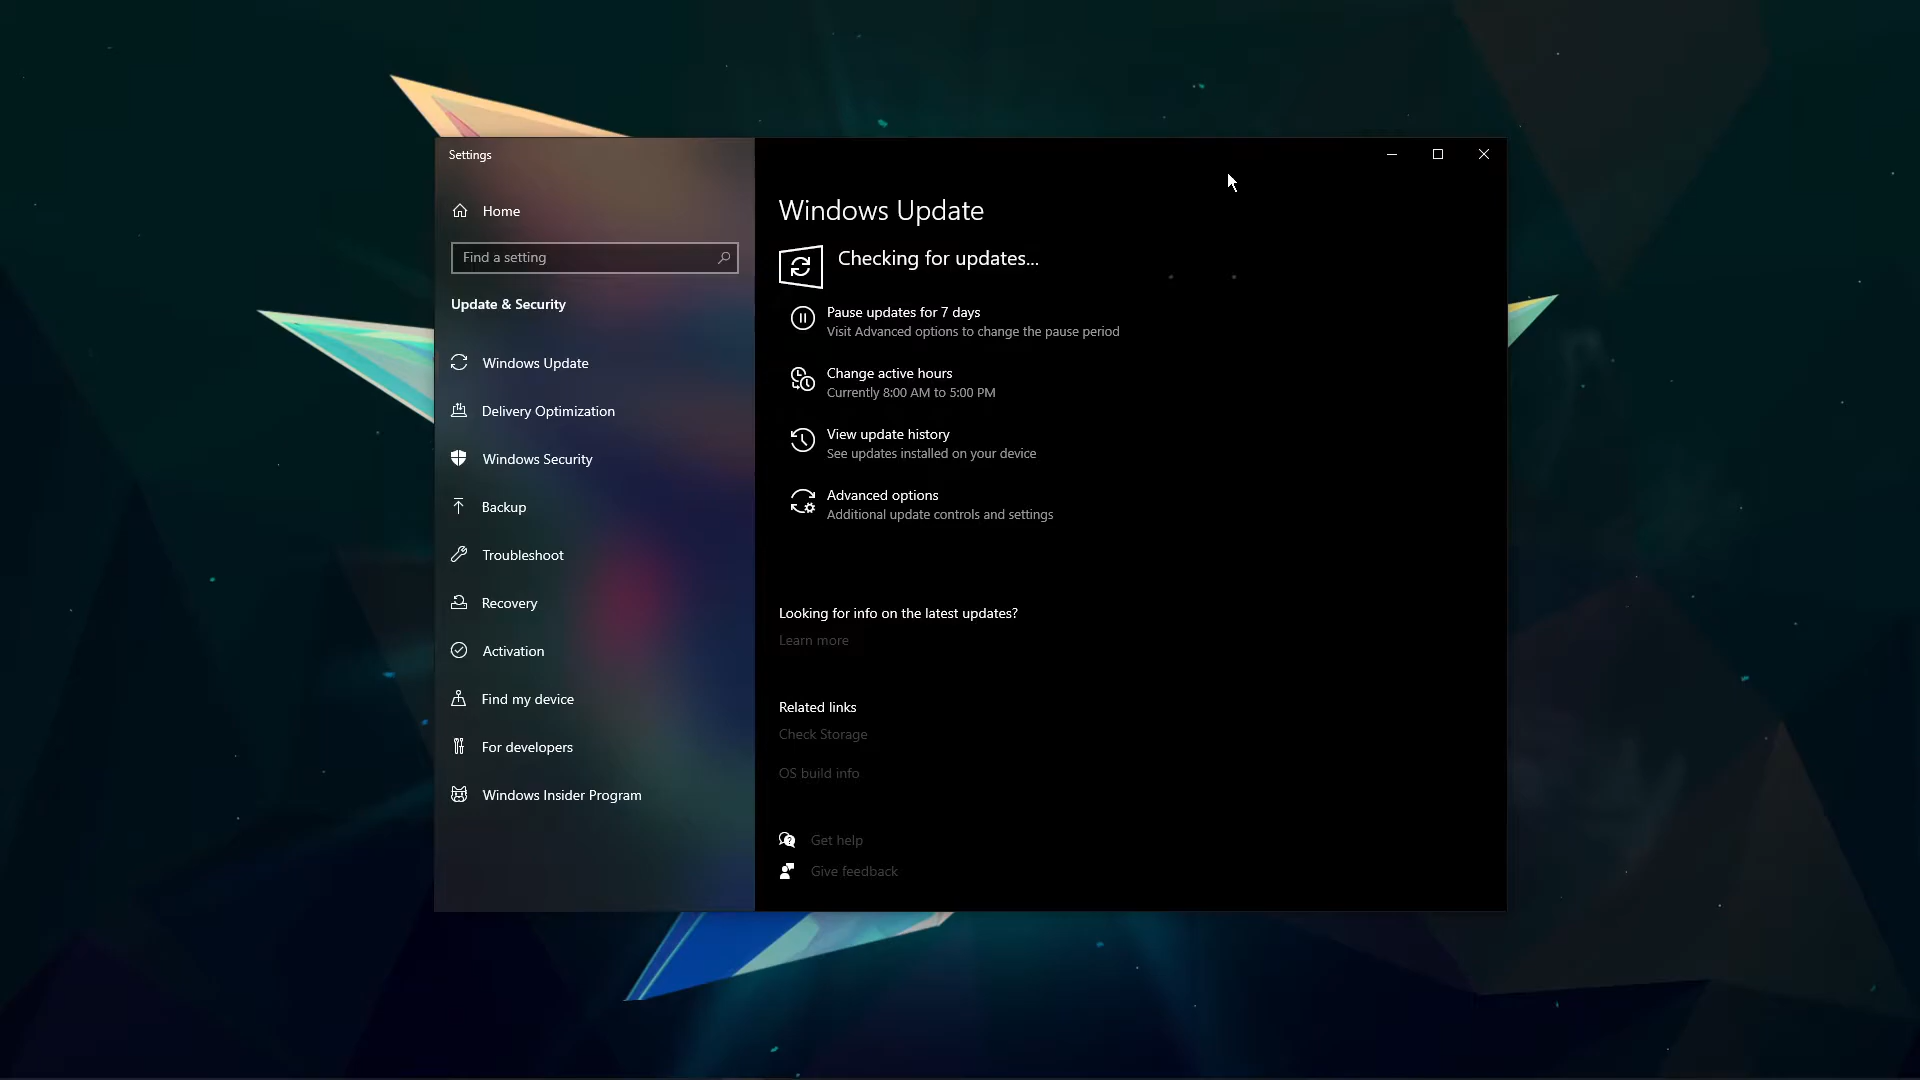 Settings
Home
Find a setting
Update & Security
Windows Update
Delivery Optimization
Windows Security
Backup
Troubleshoot
Recovery
Activation
Find my device
For developers
Windows Insider Program
Windows Update
Checking for updates...
Pause updates for 7 days
Visit Advanced options to change the pause period
Change active hours
Currently 8:00 AM to 5:00 PM
View update history
See updates installed on your device
Advanced options
Additional update controls and settings
Looking for info on the latest updates?
Learn more
Related links
Check Storage
OS build info
Get help
Give feedback